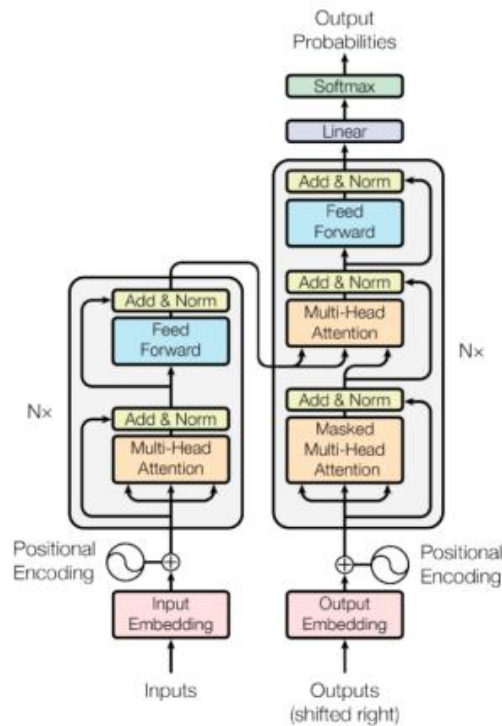 Output
Probabilities
Softmax
Linear
Add & Norm
Feed
Forward
Add & Norm
Multi-Head
Attention
Add & Norm
Masked
Multi-Head
Attention
Nx
Add & Norm
Feed
Forward
Add & Norm
Multi-Head
Attention
Nx
Positional
Encoding
Positional
Encoding
Input
Embedding
Output
Embedding
Inputs
Outputs
(shifted right)